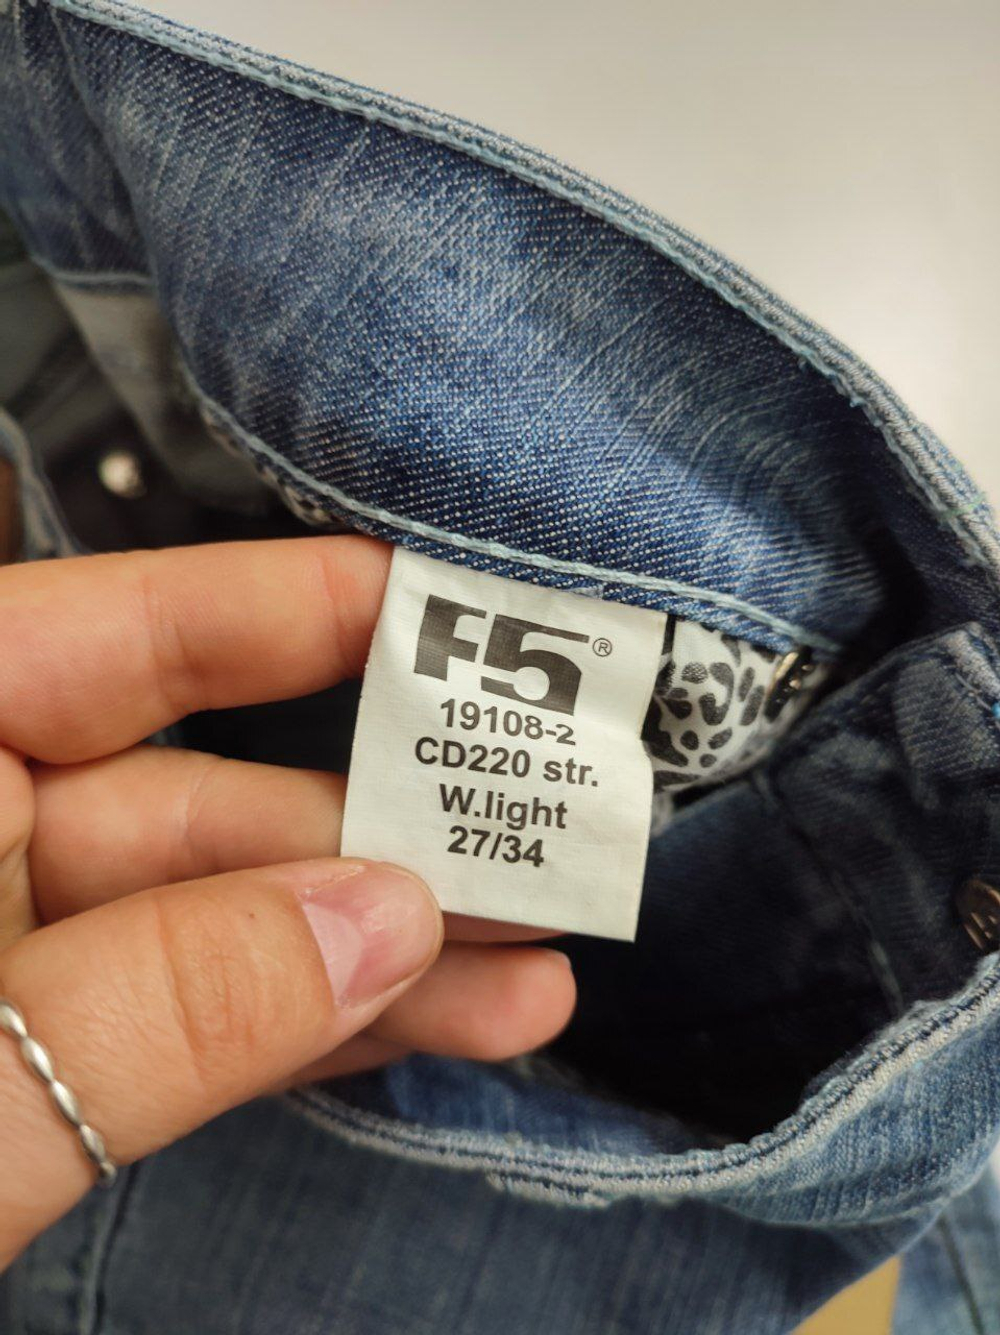 F5®
19108-2
CD220 str.
W.light
27/34